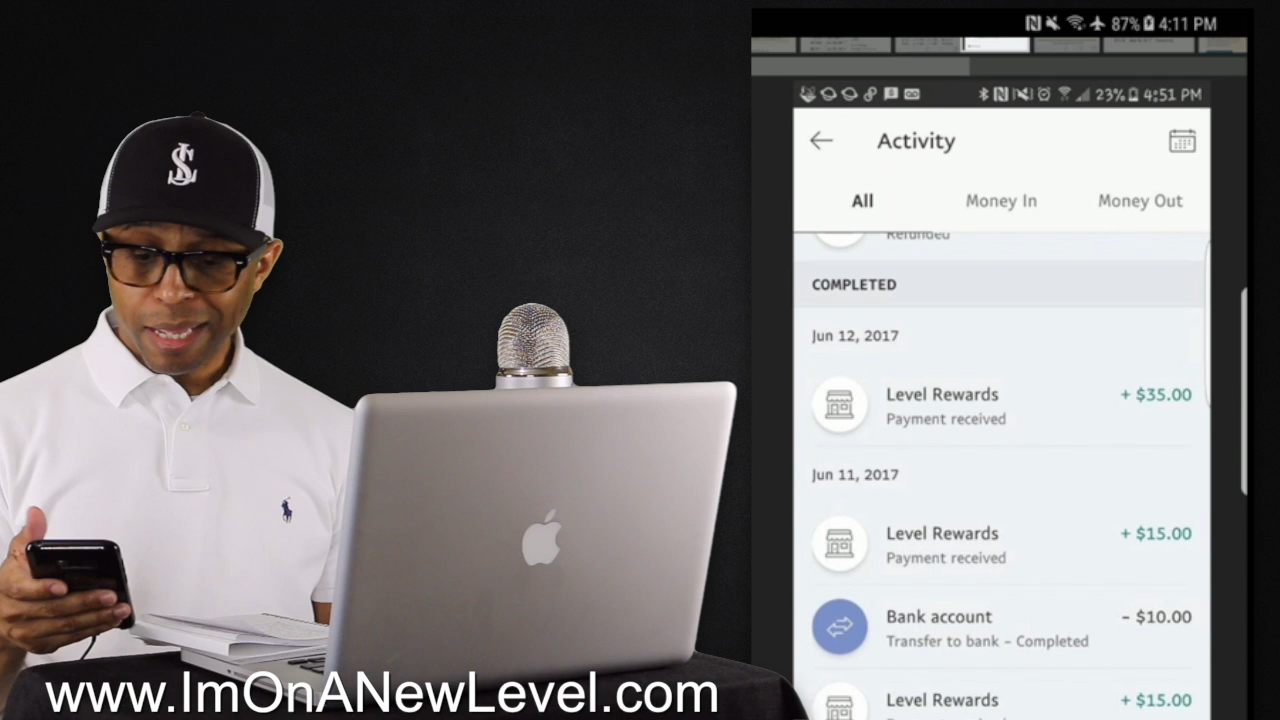 87% 4:11 PM
23% 4:51 PM
Activity
All Money In Money Out
Refunded
COMPLETED
Jun 12, 2017
Level Rewards + $35.00
Payment received
Jun 11, 2017
Level Rewards + $15.00
Payment received
Bank account - $10.00
Transfer to bank - Completed
Level Rewards + $15.00
Payment received
www.ImOnANewLevel.com